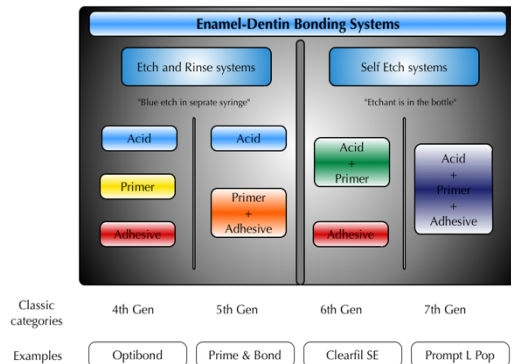 Enamel-Dentin Bonding Systems
Etch and Rinse systems
Self Etch systems
"Blue etch in seprate syringe"
"Etchant is in the bottle"
Acid
Primer
Adhesive
Acid
Primer
+
Adhesive
Acid
+
Primer
Adhesive
Acid
+
Primer
+
Adhesive
Classic
categories
4th Gen
5th Gen
6th Gen
7th Gen
Examples
Optibond
Prime & Bond
Clearfil SE
Prompt L Pop